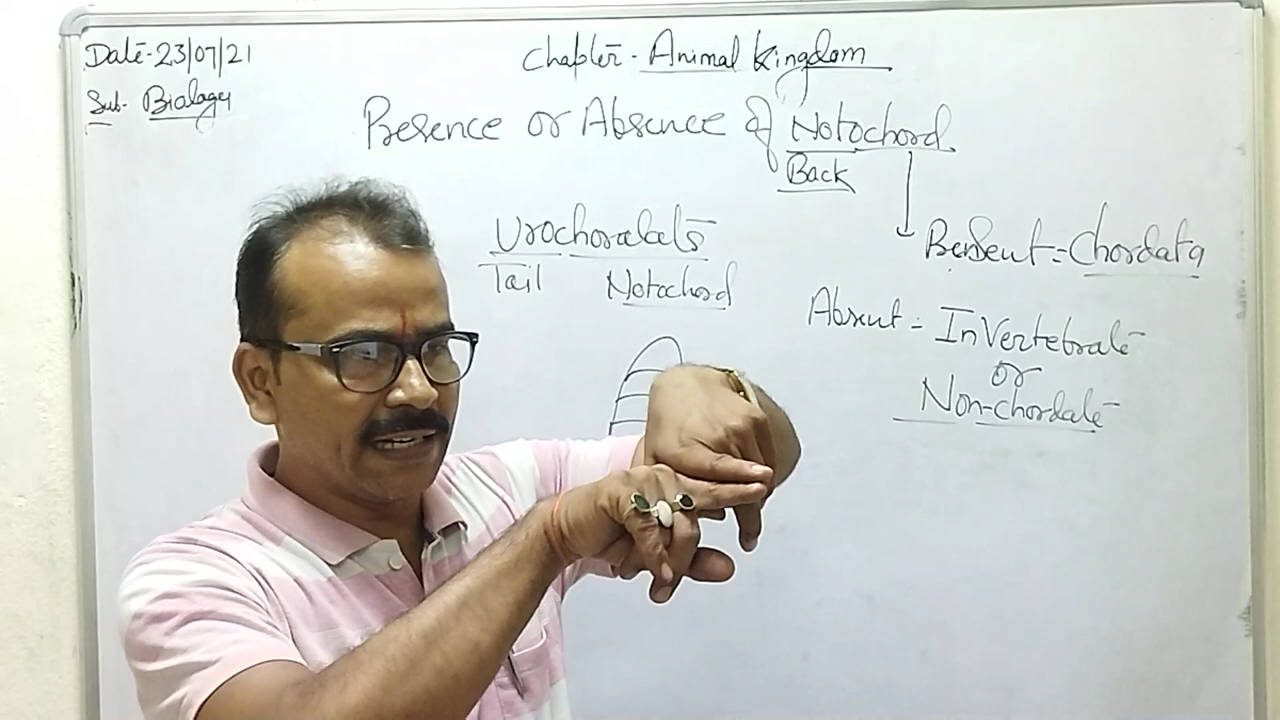 Date-23/07/21
Sub- Biology
Chapter- Animal Kingdom
Presence or Absence of Notochord
Back
Urochordats
Tail Notochord
Present = Chordata
Absent = InVertebrate
or
Non-chordate